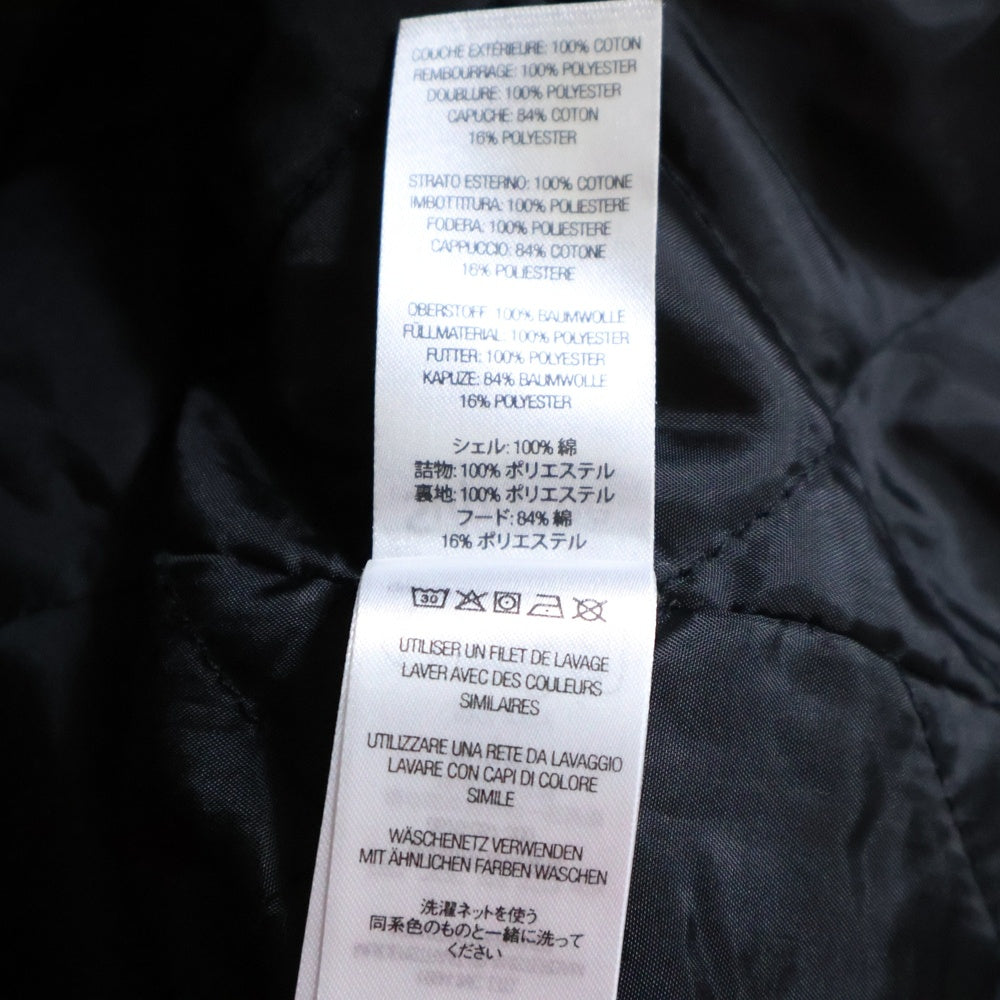 COUCHE EXTÉRIEURE: 100% COTON
REMBOURRAGE: 100% POLYESTER
DOUBLURE: 100% POLYESTER
CAPUCHE: 84% COTON
16% POLYESTER
STRATO ESTERNO: 100% COTONE
IMBOTTITURA: 100% POLIESTERE
FODERA: 100% POLIESTERE
CAPPUCCIO: 84% COTONE
16% POLIESTERE
OBERSTOFF: 100% BAUMWOLLE
FÜLLMATERIAL: 100% POLYESTER
FUTTER: 100% POLYESTER
KAPUZE: 84% BAUMWOLLE
16% POLYESTER
シェル: 100% 綿
詰物: 100% ポリエステル
裏地: 100% ポリエステル
フード: 84% 綿
16% ポリエステル
30
UTILISER UN FILET DE LAVAGE
LAVER AVEC DES COULEURS
SIMILAIRES
UTILIZZARE UNA RETE DA LAVAGGIO
LAVARE CON CAPI DI COLORE
SIMILE
WÄSCHENETZ VERWENDEN
MIT ÄHNLICHEN FARBEN WASCHEN
洗濯ネットを使う
同系色のものと一緒に洗って
ください